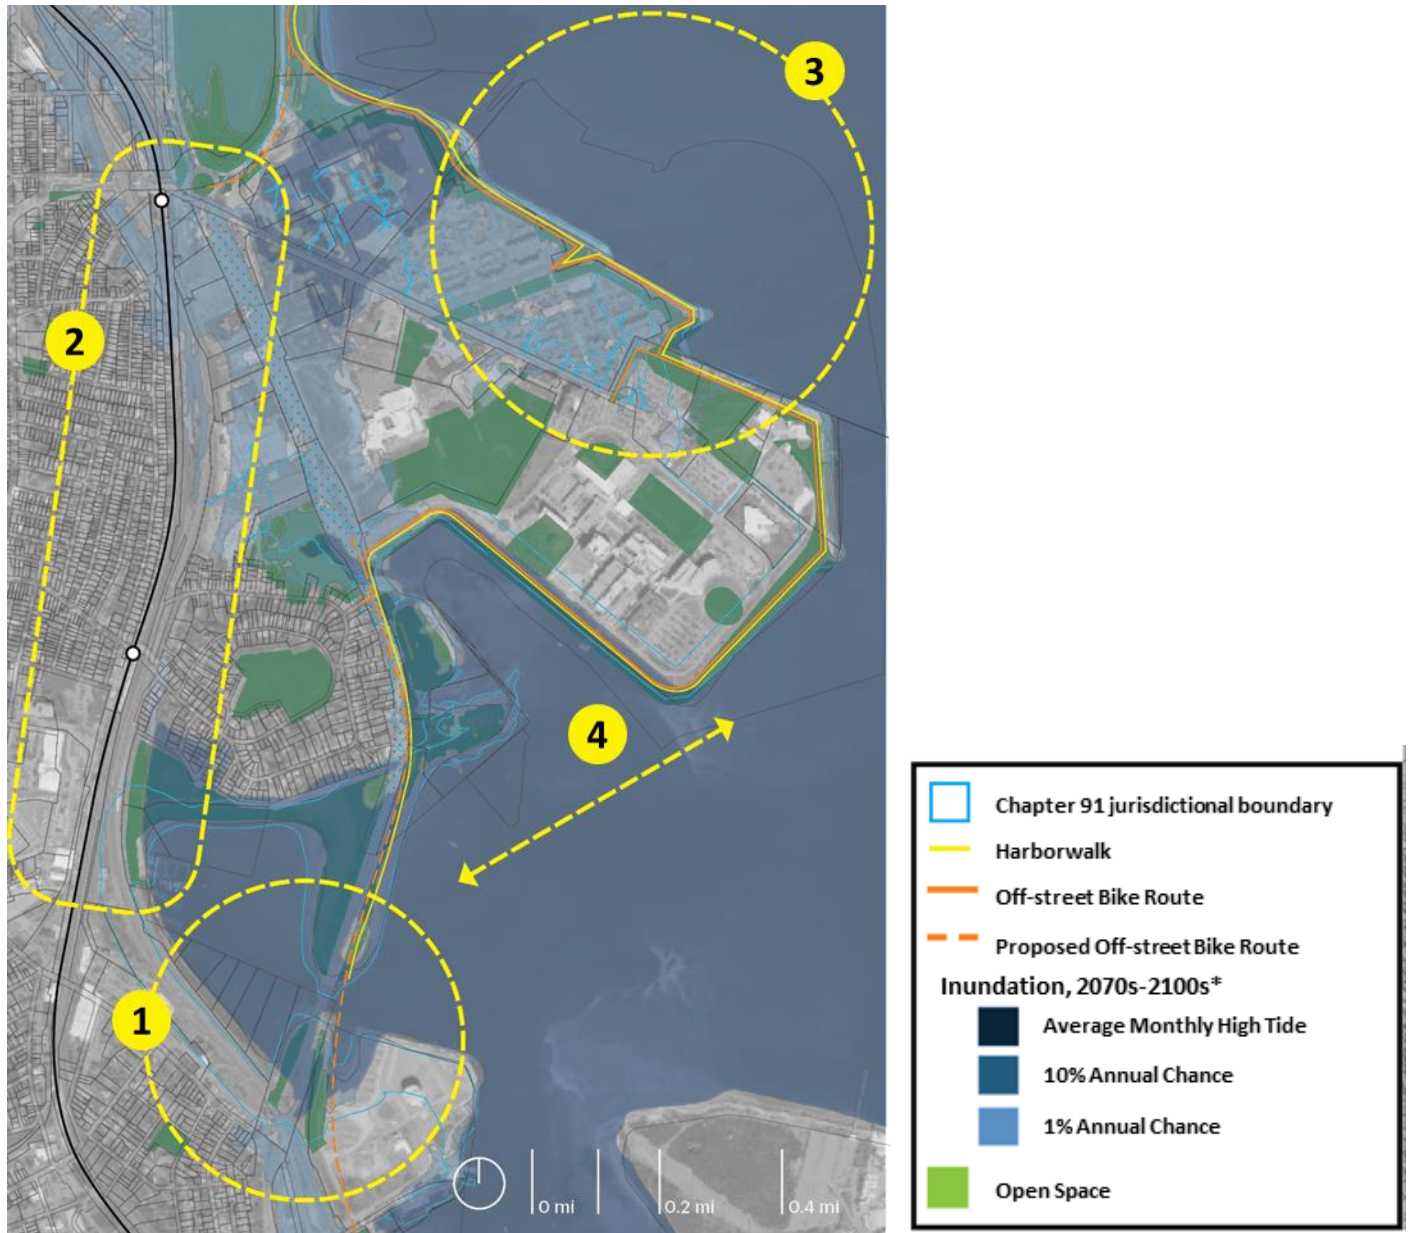 3
2
4
1
0 mi
0.2 mi
0.4 mi
Chapter 91 jurisdictional boundary
Harborwalk
Off-street Bike Route
Proposed Off-street Bike Route
Inundation, 2070s-2100s*
Average Monthly High Tide
10% Annual Chance
1% Annual Chance
Open Space